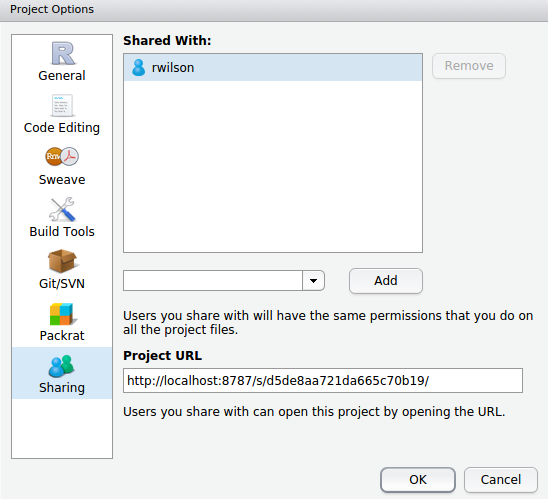 Project Options
General
Code Editing
Sweave
Build Tools
Git/SVN
Packrat
Sharing
Shared With:
rwilson
Remove
Add
Users you share with will have the same permissions that you do on
all the project files.
Project URL
http://localhost:8787/s/d5de8aa721da665c70b19/
Users you share with can open this project by opening the URL.
OK
Cancel